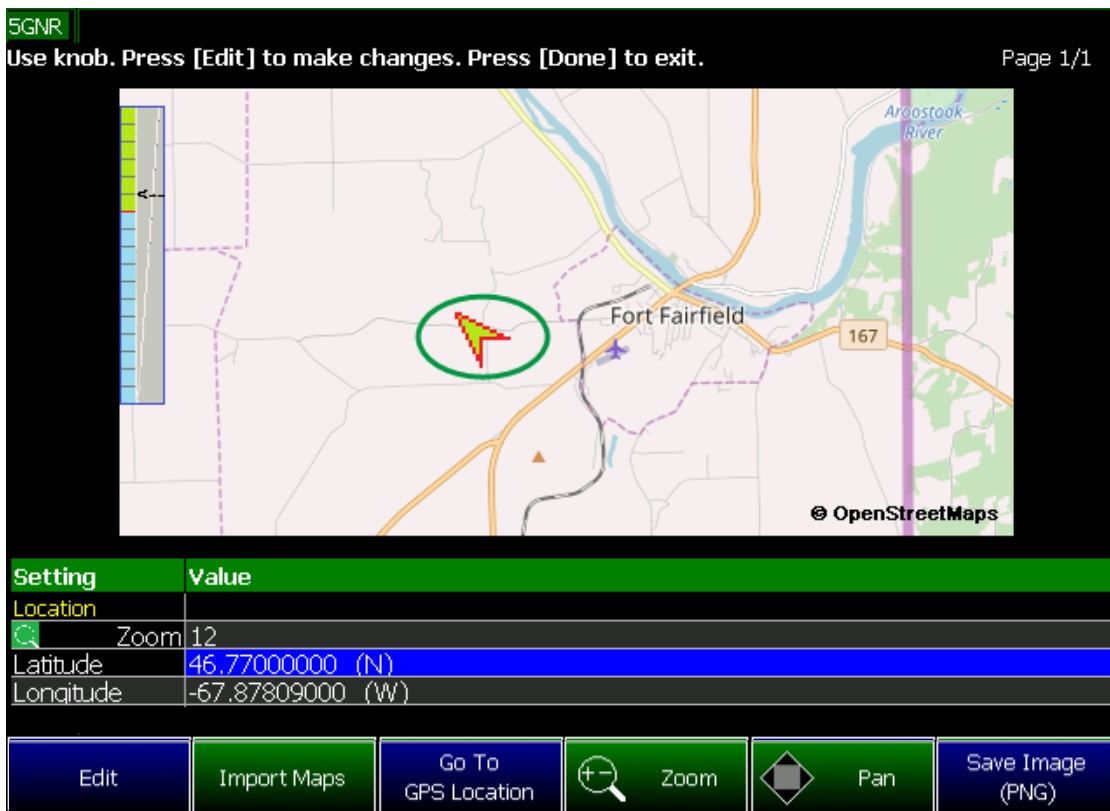 5GNR
Use knob. Press [Edit] to make changes. Press [Done] to exit. Page 1/1
Aroostook
River
Fort Fairfield
167
© OpenStreetMaps
Setting Value
Location
Zoom 12
Latitude 46.77000000 (N)
Longitude -67.87809000 (W)
Edit
Import Maps
Go To
GPS Location
Zoom
Pan
Save Image
(PNG)